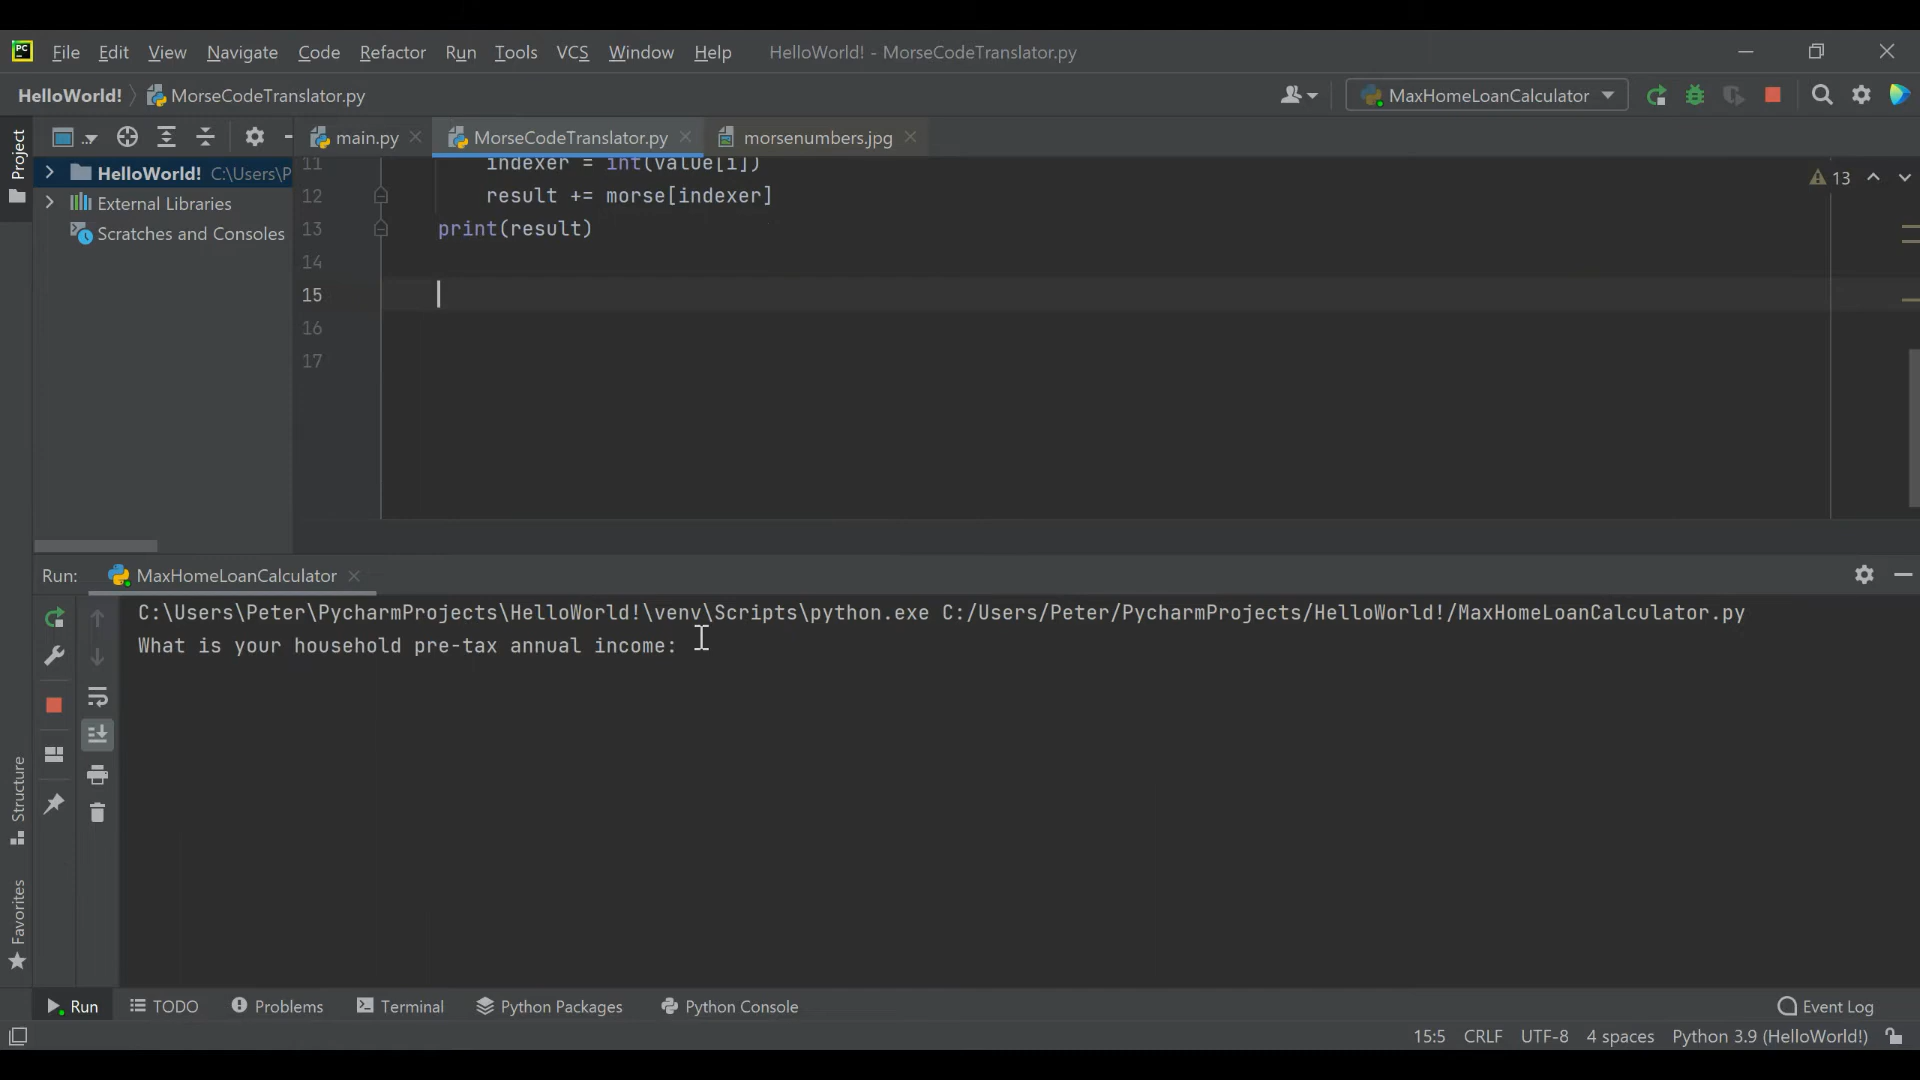 PC File Edit View Navigate Code Refactor Run Tools VCS Window Help HelloWorld! - MorseCodeTranslator.py
HelloWorld! MorseCodeTranslator.py MaxHomeLoanCalculator
main.py MorseCodeTranslator.py morsenumbers.jpg
Project
HelloWorld! C:\Users\P
External Libraries
Scratches and Consoles
11 indexer = int(value[i])
12 result += morse[indexer]
13 print(result)
14
15
16
17
13
Run: MaxHomeLoanCalculator
C:\Users\Peter\PycharmProjects\HelloWorld!\venv\Scripts\python.exe C:/Users/Peter/PycharmProjects/HelloWorld!/MaxHomeLoanCalculator.py
What is your household pre-tax annual income:
Structure
Favorites
Run TODO Problems Terminal Python Packages Python Console Event Log
15:5 CRLF UTF-8 4 spaces Python 3.9 (HelloWorld!)